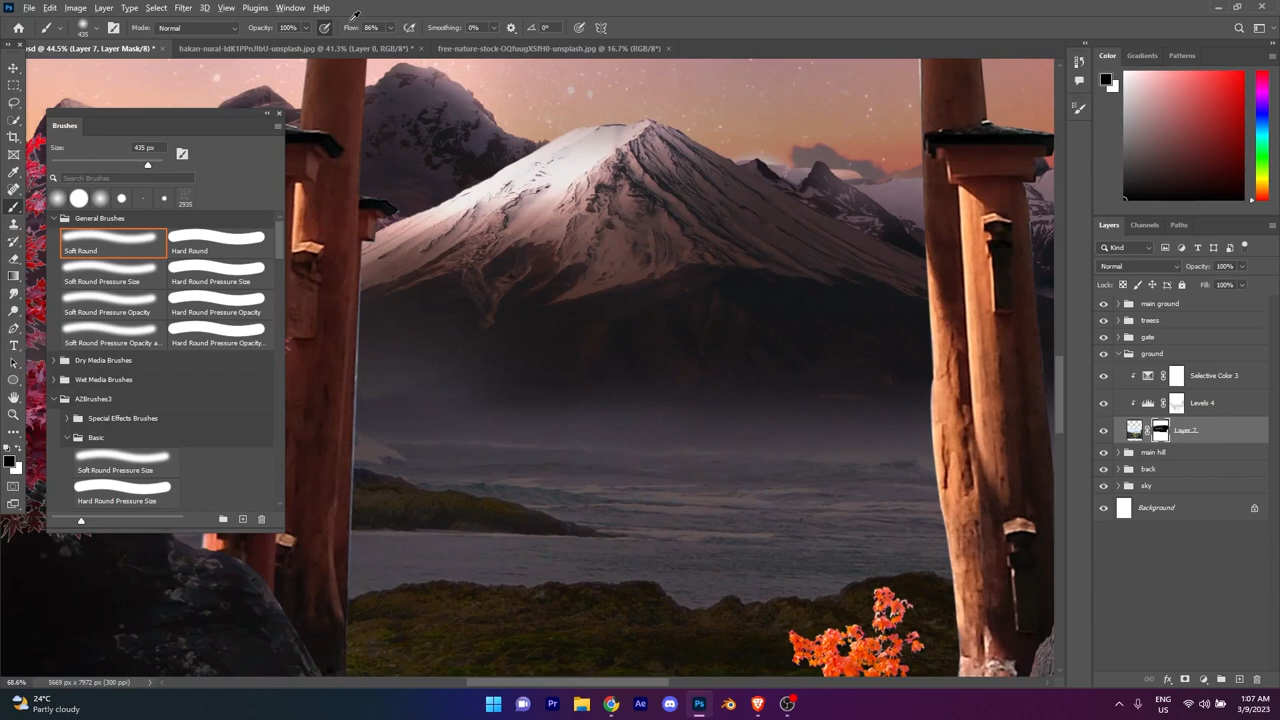 Ps File Edit Image Layer Type Select Filter 3D View Plugins Window Help
435 Mode: Normal Opacity: 100% Flow: 86% Smoothing: 0% 0°
sd @ 44.5% (Layer 7, Layer Mask/8) * × hakan-nural-IdK1PPnJIbU-unsplash.jpg @ 41.3% (Layer 0, RGB/8*) * × free-nature-stock-OQfuugXSfH0-unsplash.jpg @ 16.7% (RGB/8*) ×
Color Gradients Patterns
Brushes
Size: 435 px
Search Brushes
2935
General Brushes
Soft Round Hard Round
Soft Round Pressure Size Hard Round Pressure Size
Soft Round Pressure Opacity Hard Round Pressure Opacity
Soft Round Pressure Opacity a... Hard Round Pressure Opacity...
Dry Media Brushes
Wet Media Brushes
AZBrushes3
Special Effects Brushes
Basic
Soft Round Pressure Size
Hard Round Pressure Size
Layers Channels Paths
Kind
Normal Opacity: 100%
Lock: Fill: 100%
main ground
treess
gate
ground
Selective Color 3
Levels 4
Layer 7
main hill
back
sky
Background
68.6% 5669 px x 7972 px (300 ppi)
24°C
Partly cloudy
Pr Ae Ps
ENG
US
1:07 AM
3/9/2023